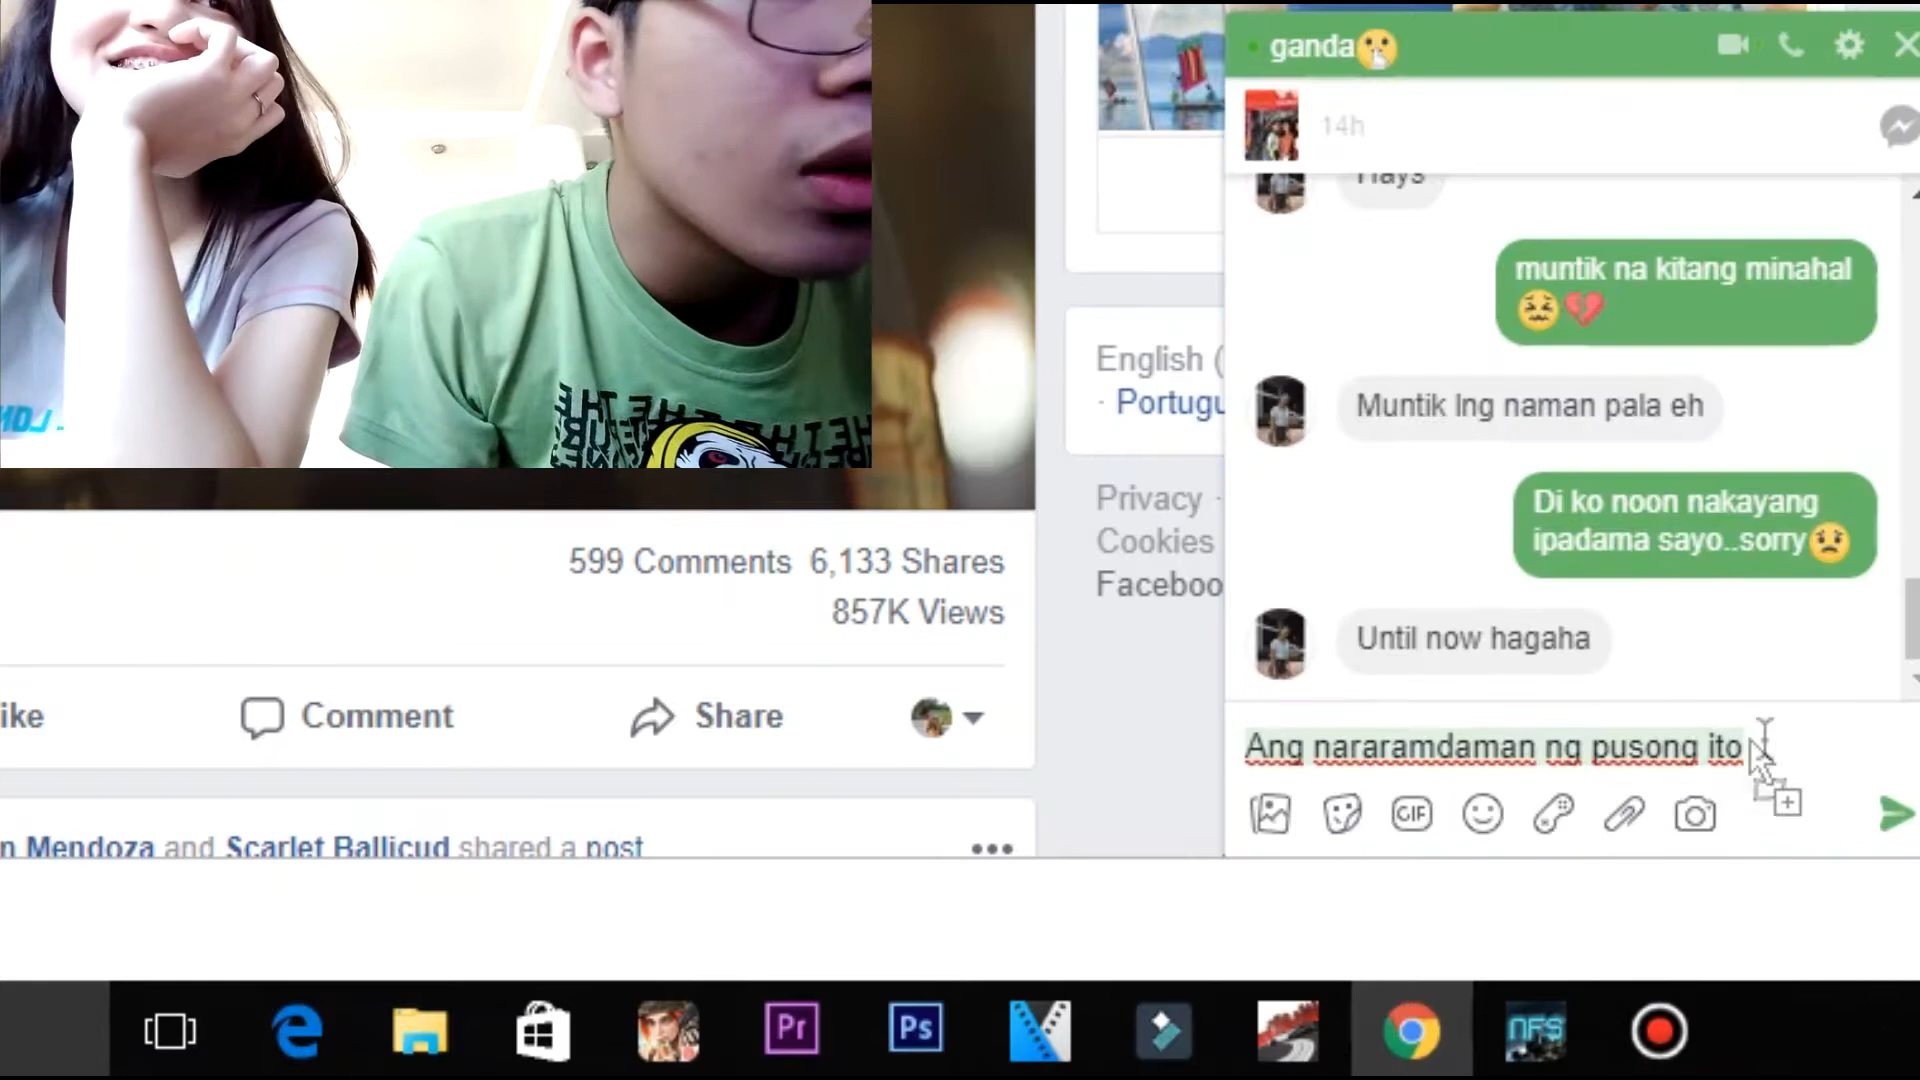 ganda
14h
Hays
muntik na kitang minahal
Muntik lng naman pala eh
Di ko noon nakayang
ipadama sayo..sorry
Until now hagaha
Ang nararamdaman ng pusong ito
GIF
English (
· Portugu
Privacy ·
Cookies
Faceboo
599 Comments 6,133 Shares
857K Views
ike
Comment
Share
n Mendoza and Scarlet Ballicud shared a post
Pr
Ps
NFS